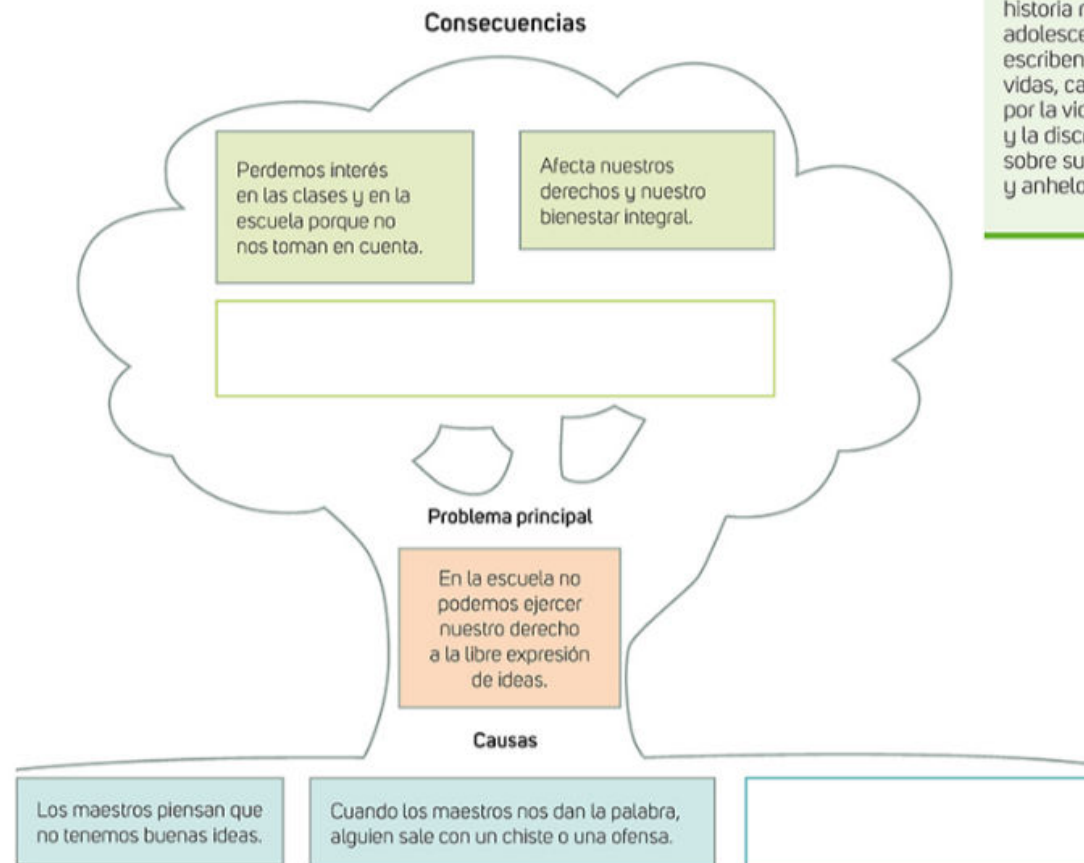 Consecuencias
historia
adolesce
escriben
vidas, ca
por la vio
y la disc
sobre su
y anhelo
Perdemos interés
en las clases y en la
escuela porque no
nos toman en cuenta.
Afecta nuestros
derechos y nuestro
bienestar integral.
Problema principal
En la escuela no
podemos ejercer
nuestro derecho
a la libre expresión
de ideas.
Causas
Los maestros piensan que
no tenemos buenas ideas.
Cuando los maestros nos dan la palabra,
alguien sale con un chiste o una ofensa.